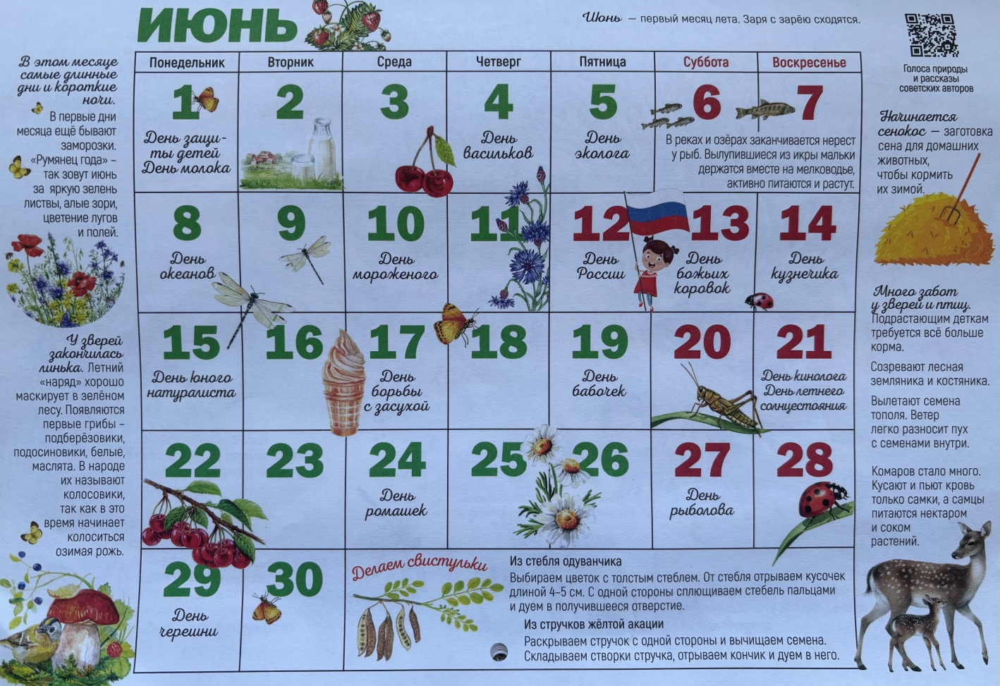 ИЮНЬ
Июнь — первый месяц лета. Заря с зарёю сходятся.
В этом месяце
самые длинные
дни и короткие
ночи.
В первые дни
месяца ещё бывают
заморозки.
«Румянец года» –
так зовут июнь
за яркую зелень
листвы, алые зори,
цветение лугов
и полей.
У зверей
закончилась
линька. Летний
«наряд» хорошо
маскирует в зелёном
лесу. Появляются
первые грибы –
подберёзовики,
подосиновики, белые,
маслята. В народе
их называют
колосовики,
так как в это
время начинает
колоситься
озимая рожь.
Понедельник Вторник Среда Четверг Пятница Суббота Воскресенье
1 2 3 4 5 6 7
День защи-
ты детей
День молока
День
васильков
День
эколога
В реках и озёрах заканчивается нерест
у рыб. Вылупившиеся из икры мальки
держатся вместе на мелководье,
активно питаются и растут.
8 9 10 11 12 13 14
День
океанов
День
мороженого
День
России
День
божьих
коровок
День
кузнечика
15 16 17 18 19 20 21
День юного
натуралиста
День
борьбы
с засухой
День
бабочек
День кинолога
День летнего
солнцестояния
22 23 24 25 26 27 28
День
ромашек
День
рыболова
29 30
День
черешни
Делаем свистульки
Из стебля одуванчика
Выбираем цветок с толстым стеблем. От стебля отрываем кусочек
длиной 4–5 см. С одной стороны сплющиваем стебель пальцами
и дуем в получившееся отверстие.
Из стручков жёлтой акации
Раскрываем стручок с одной стороны и вычищаем семена.
Складываем створки стручка, отрываем кончик и дуем в него.
Голоса природы
и рассказы
советских авторов
Начинается
сенокос — заготовка
сена для домашних
животных,
чтобы кормить
их зимой.
Много забот
у зверей и птиц.
Подрастающим деткам
требуется всё больше
корма.
Созревают лесная
земляника и костяника.
Вылетают семена
тополя. Ветер
легко разносит пух
с семенами внутри.
Комаров стало много.
Кусают и пьют кровь
только самки, а самцы
питаются нектаром
и соком
растений.